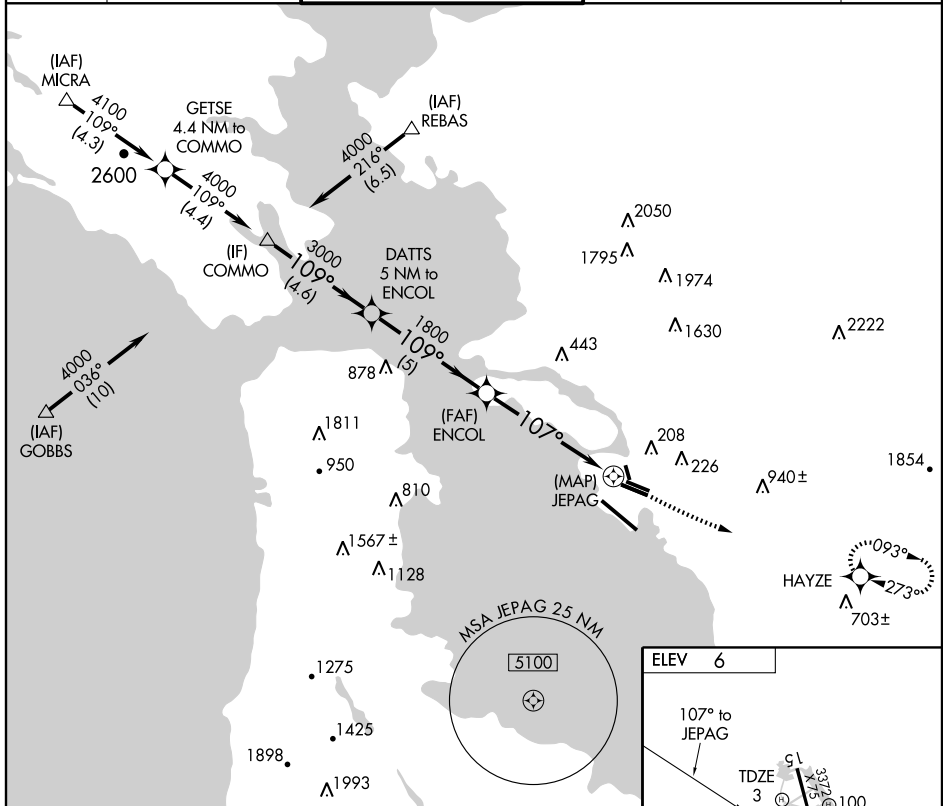 (IAF)
MICRA
4100
109°
(4.3)
2600
GETSE
4.4 NM to
COMMO
4000
109°
(4.4)
(IAF)
REBAS
4000
216°
(6.5)
(IF)
COMMO
3000
109°
(4.6)
DATTS
5 NM to
ENCOL
1800
109°
(5)
2050
1795
1974
1630
2222
443
878
4000
036°
(10)
(IAF)
GOBBS
(FAF)
ENCOL
107°
1811
950
208
226
1854
940±
(MAP)
JEPAG
810
1567±
1128
HAYZE
093°
273°
703±
MSA JEPAG 25 NM
5100
1275
1425
1898
1993
ELEV 6
107° to
JEPAG
TDZE
3
15
3372 X 75
H
H
100